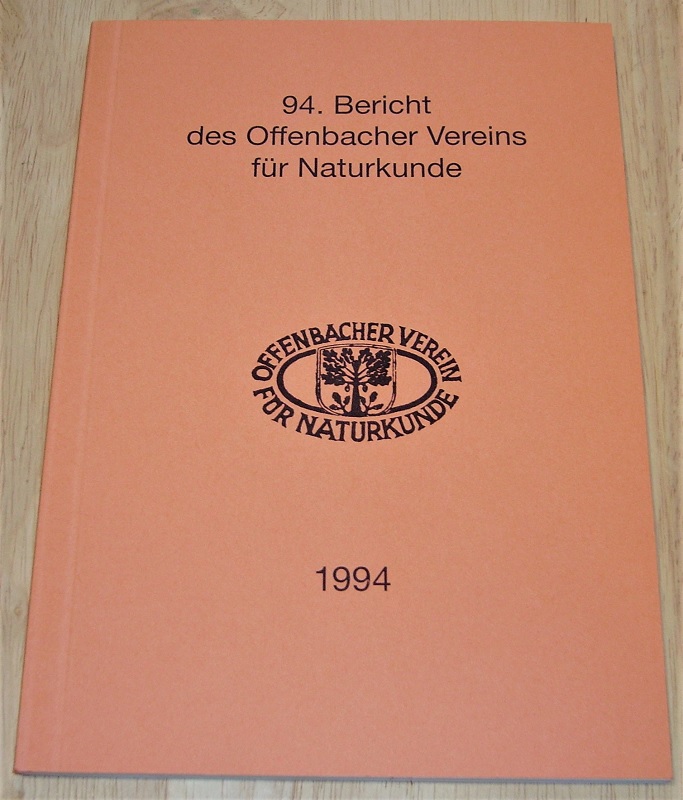 94. Bericht
des Offenbacher Vereins
für Naturkunde
OFFENBACHER VEREIN
FÜR NATURKUNDE
1994